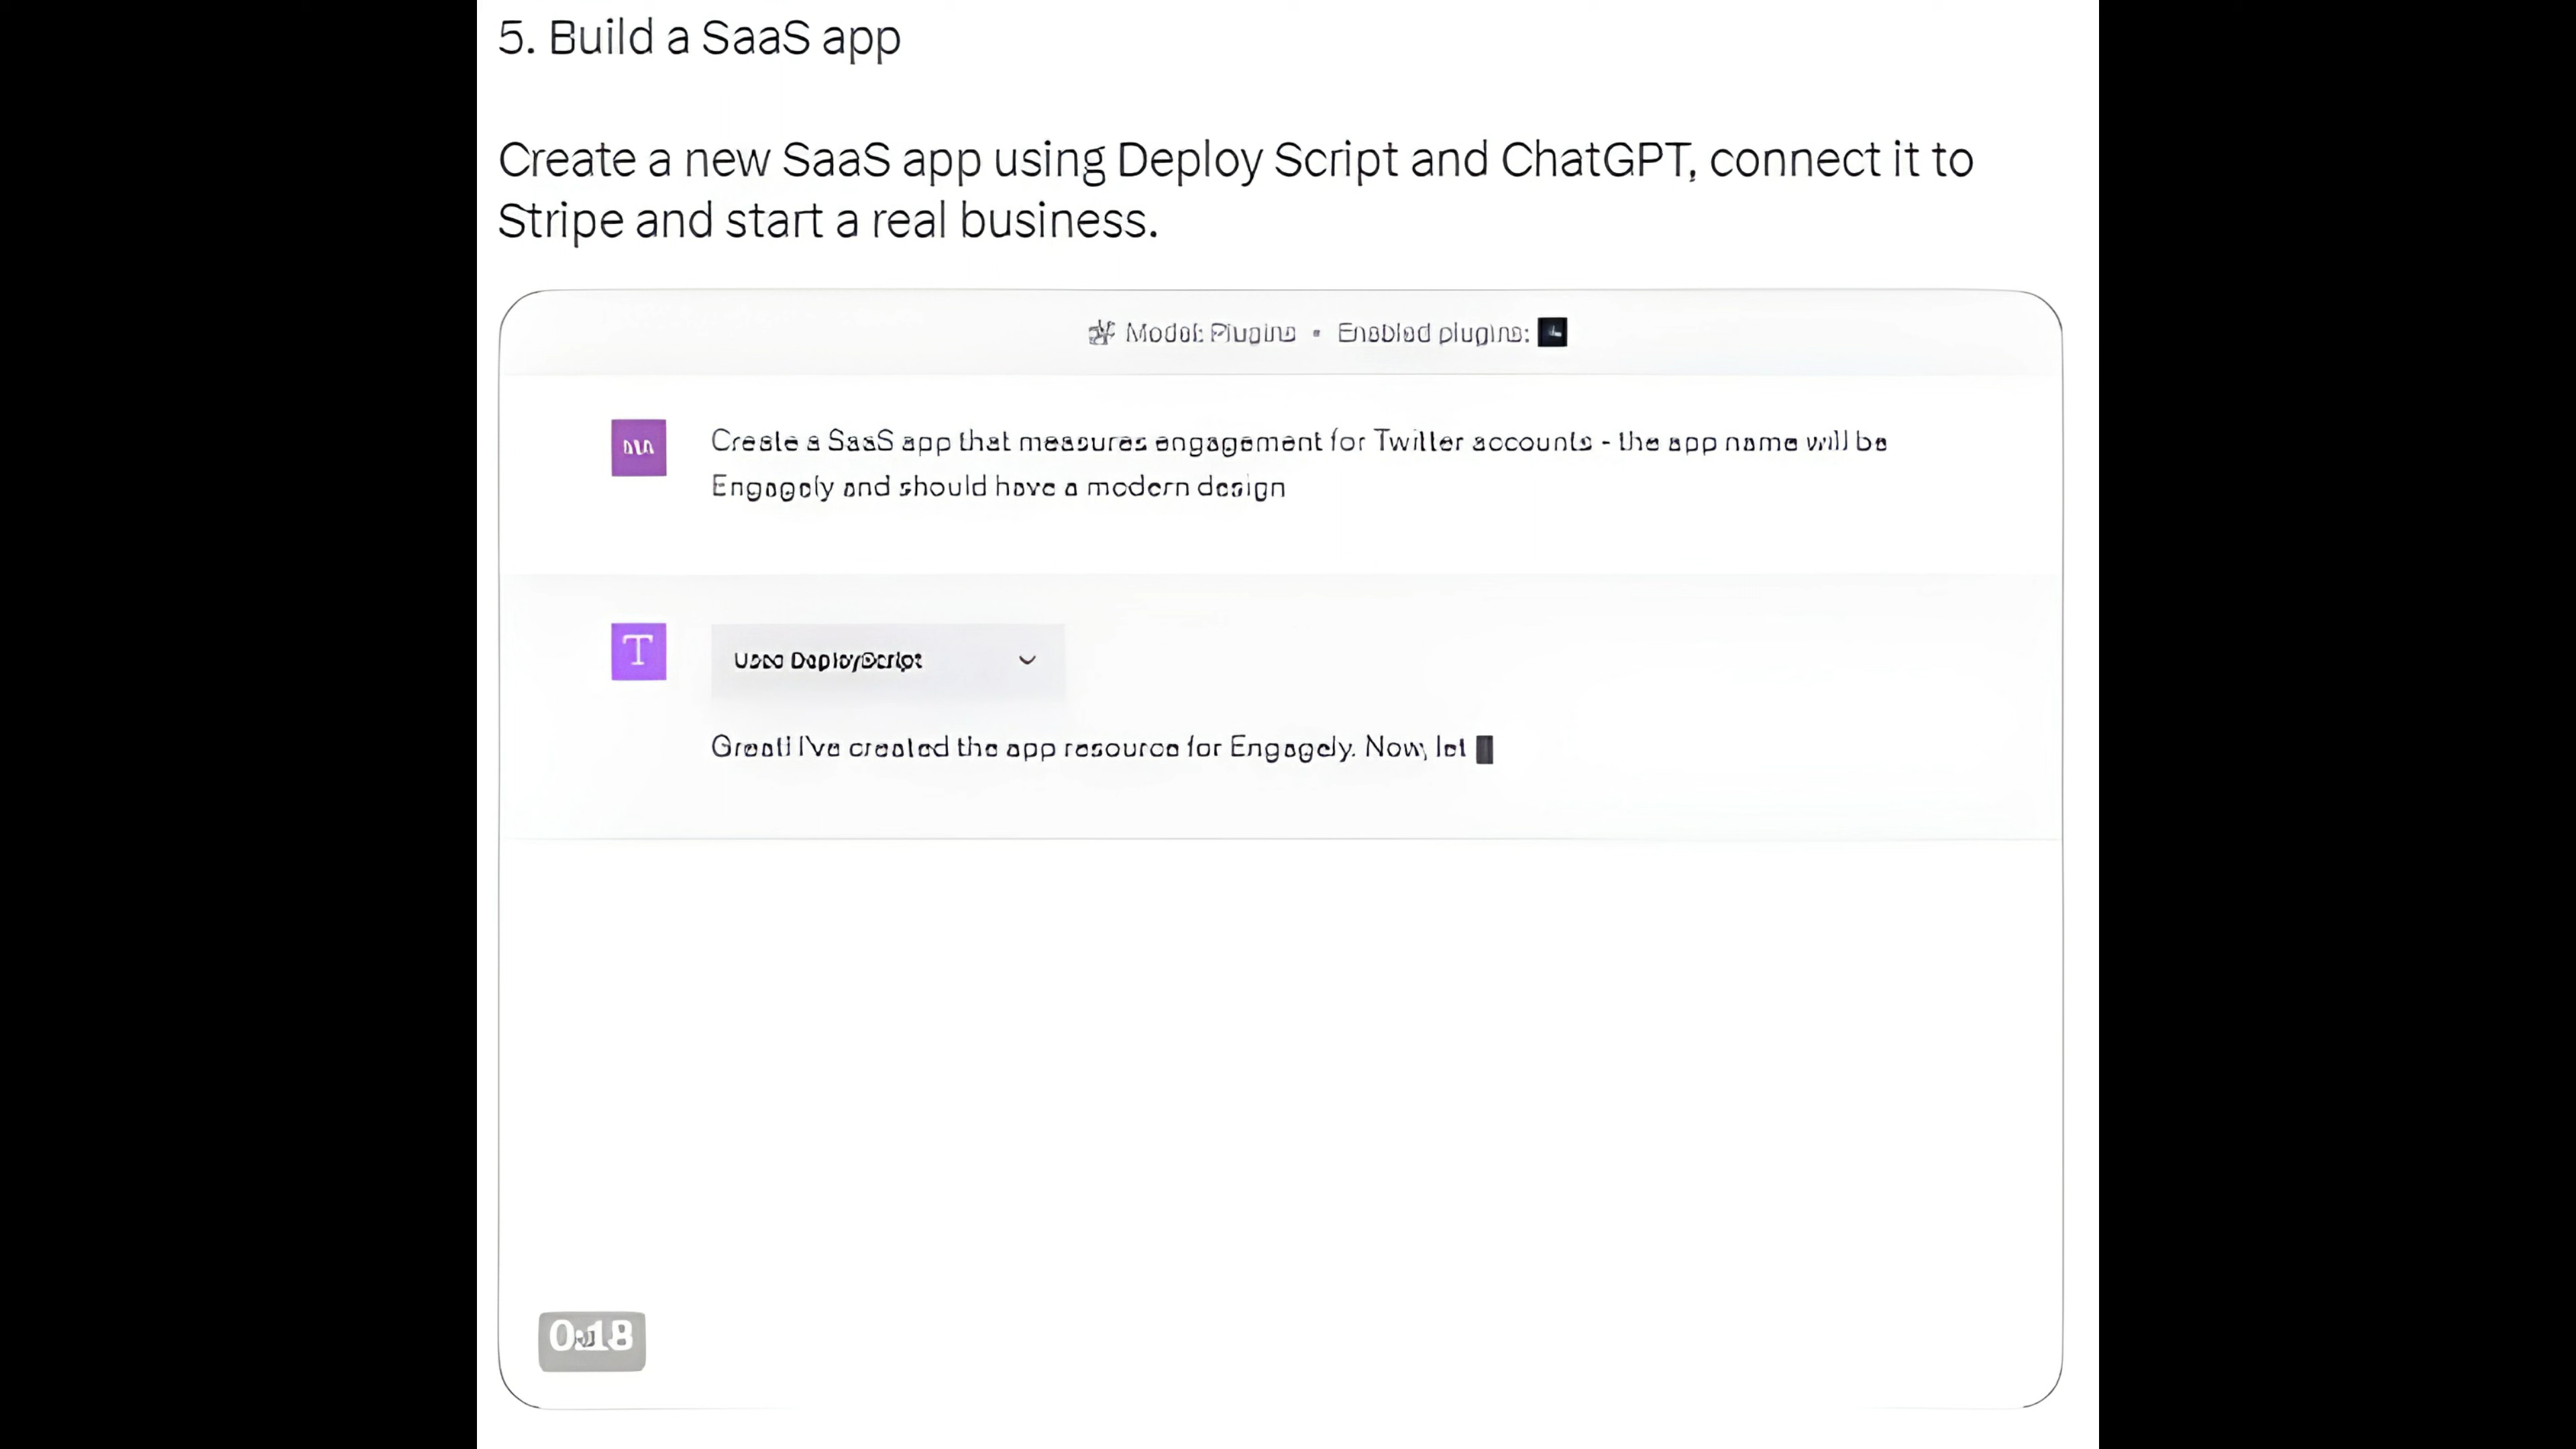 5. Build a SaaS app
Create a new SaaS app using Deploy Script and ChatGPT, connect it to
Stripe and start a real business.
Model: Plugins • Enabled plugins:
Create a SaaS app that measures engagement for Twitter accounts - the app name will be
Engagely and should have a modern design
T
Used DeployScript
Great! I've created the app resource for Engagely. Now, let
0:18